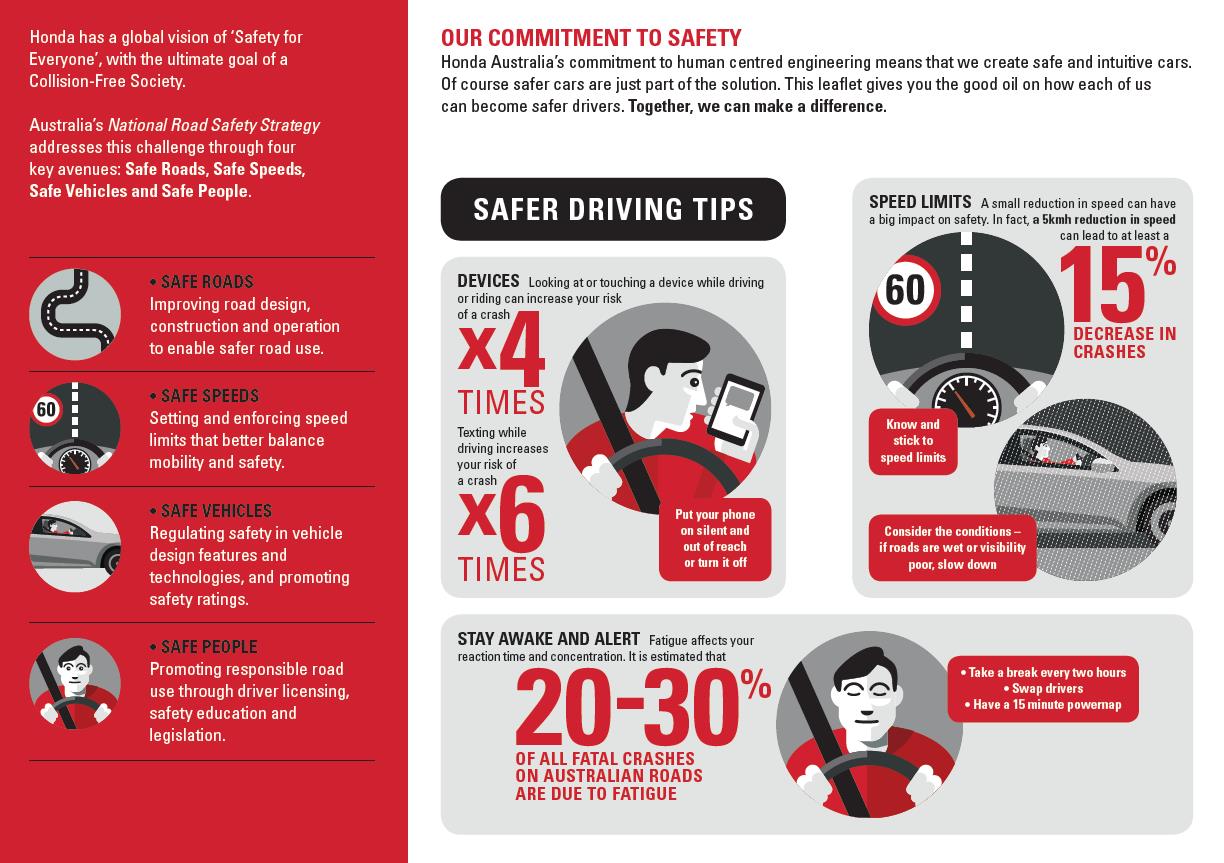 Honda has a global vision of ‘Safety for
Everyone’, with the ultimate goal of a
Collision-Free Society.
Australia’s National Road Safety Strategy
addresses this challenge through four
key avenues: Safe Roads, Safe Speeds,
Safe Vehicles and Safe People.
• SAFE ROADS
Improving road design,
construction and operation
to enable safer road use.
60
• SAFE SPEEDS
Setting and enforcing speed
limits that better balance
mobility and safety.
• SAFE VEHICLES
Regulating safety in vehicle
design features and
technologies, and promoting
safety ratings.
• SAFE PEOPLE
Promoting responsible road
use through driver licensing,
safety education and
legislation.
OUR COMMITMENT TO SAFETY
Honda Australia’s commitment to human centred engineering means that we create safe and intuitive cars.
Of course safer cars are just part of the solution. This leaflet gives you the good oil on how each of us
can become safer drivers. Together, we can make a difference.
SAFER DRIVING TIPS
DEVICES Looking at or touching a device while driving
or riding can increase your risk
of a crash
x4
TIMES
Texting while
driving increases
your risk of
a crash
x6
TIMES
Put your phone
on silent and
out of reach
or turn it off
SPEED LIMITS A small reduction in speed can have
a big impact on safety. In fact, a 5kmh reduction in speed
can lead to at least a
15%
DECREASE IN
CRASHES
60
Know and
stick to
speed limits
Consider the conditions –
if roads are wet or visibility
poor, slow down
STAY AWAKE AND ALERT Fatigue affects your
reaction time and concentration. It is estimated that
20-30%
OF ALL FATAL CRASHES
ON AUSTRALIAN ROADS
ARE DUE TO FATIGUE
• Take a break every two hours
• Swap drivers
• Have a 15 minute powernap